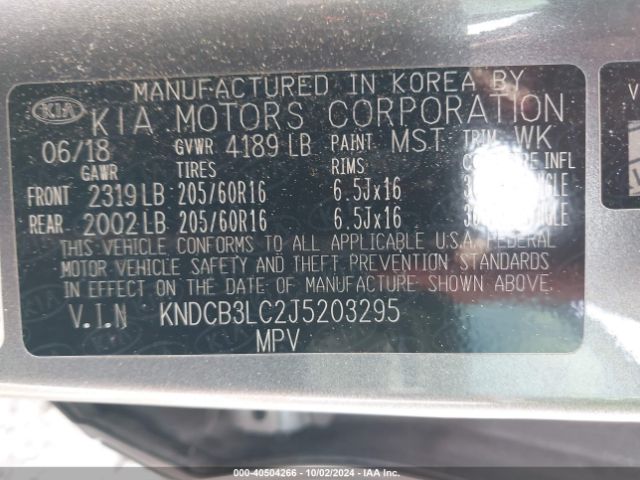 MANUFACTURED IN KOREA BY
KIA KIA MOTORS CORPORATION
06/18 GVWR 4189 LB PAINT MST TRIM WK
GAWR TIRES RIMS INFL
FRONT 2319 LB 205/60R16 6.5Jx16
REAR 2002 LB 205/60R16 6.5Jx16
THIS VEHICLE CONFORMS TO ALL APPLICABLE U.S.A. FEDERAL
MOTOR VEHICLE SAFETY AND THEFT PREVENTION STANDARDS
IN EFFECT ON THE DATE OF MANUFACTURE SHOWN ABOVE.
V.I.N KNDCB3LC2J5203295
MPV
000-40504266 - 10/02/2024 - IAA Inc.